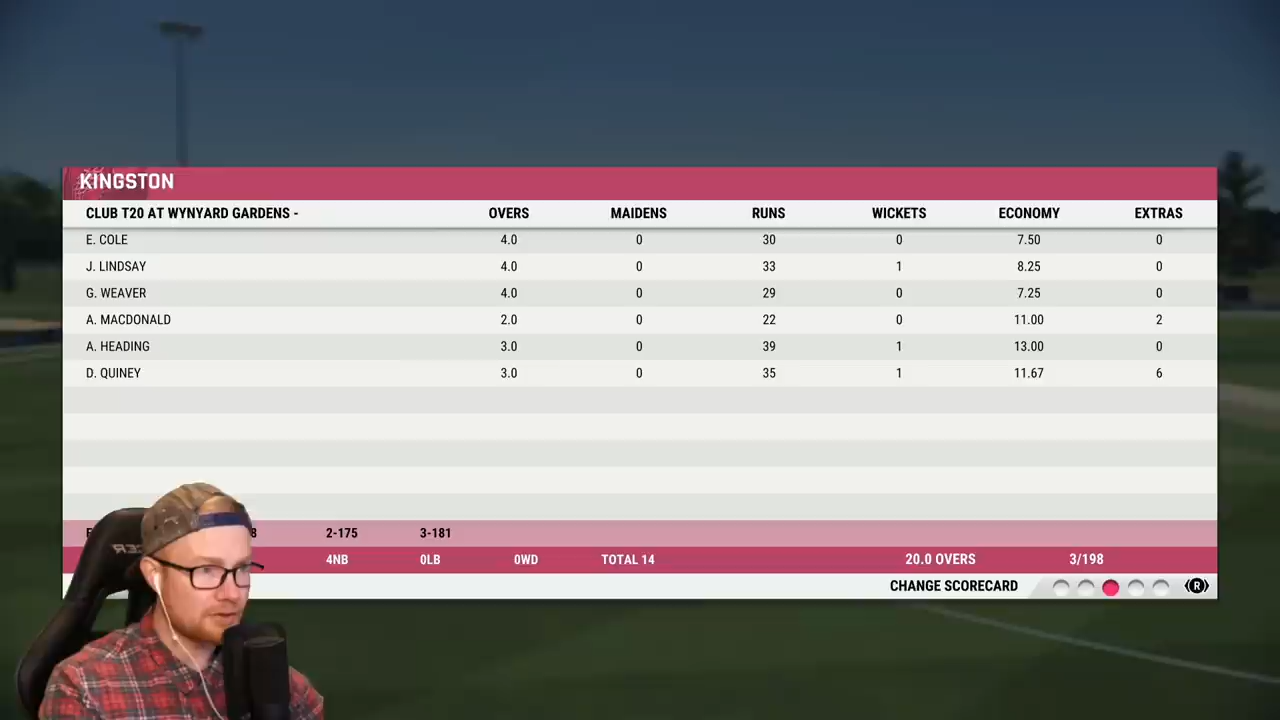 KINGSTON
CLUB T20 AT WYNYARD GARDENS - OVERS MAIDENS RUNS WICKETS ECONOMY EXTRAS
E. COLE 4.0 0 30 0 7.50 0
J. LINDSAY 4.0 0 33 1 8.25 0
G. WEAVER 4.0 0 29 0 7.25 0
A. MACDONALD 2.0 0 22 0 11.00 2
A. HEADING 3.0 0 39 1 13.00 0
D. QUINEY 3.0 0 35 1 11.67 6
2-175 3-181
4NB 0LB 0WD TOTAL 14 20.0 OVERS 3/198
CHANGE SCORECARD R